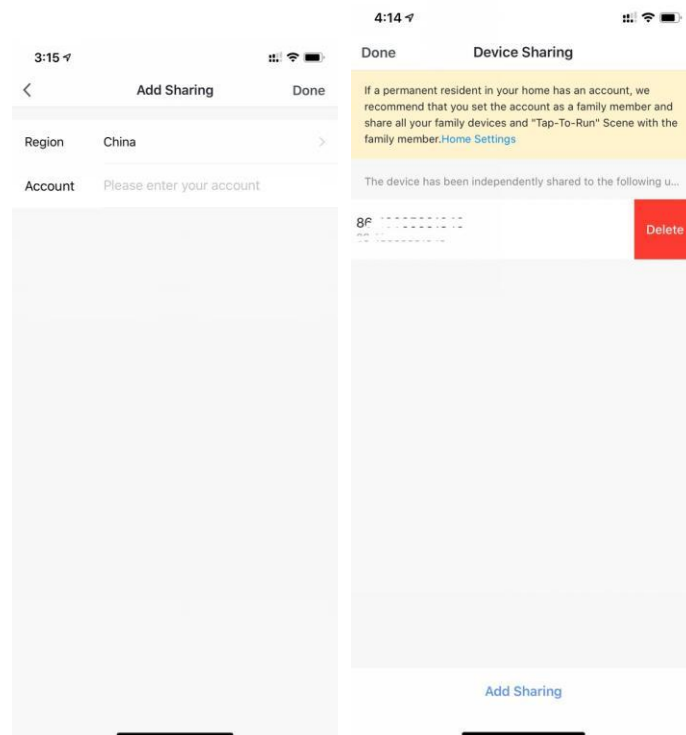 3:15
Add Sharing
Done
Region
China
Account
Please enter your account
4:14
Done
Device Sharing
If a permanent resident in your home has an account, we
recommend that you set the account as a family member and
share all your family devices and "Tap-To-Run" Scene with the
family member.Home Settings
The device has been independently shared to the following u...
Delete
Add Sharing